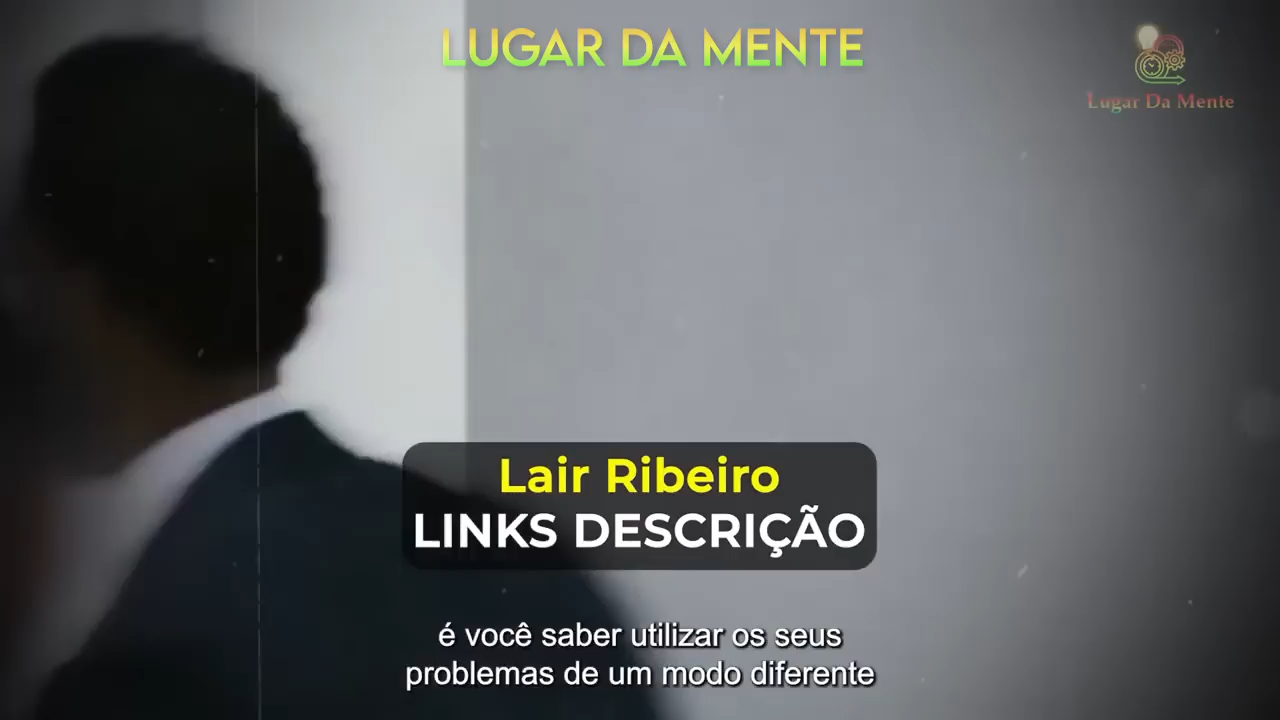 LUGAR DA MENTE
Lugar Da Mente
Lair Ribeiro
LINKS DESCRIÇÃO
é você saber utilizar os seus
problemas de um modo diferente